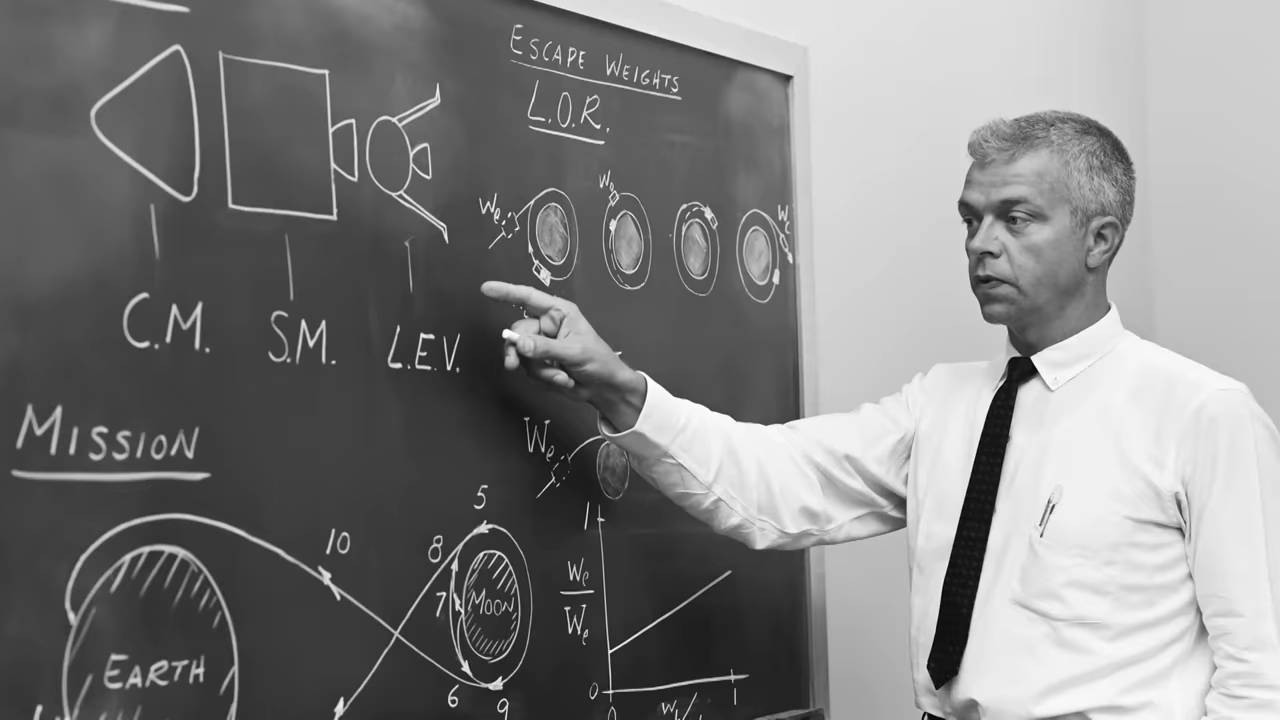 ESCAPE WEIGHTS
L.O.R.
We
Wo
C.M.
S.M.
L.E.V.
MISSION
We
5
10
8
7
MOON
6
9
EARTH
1
We
We
0
0
1